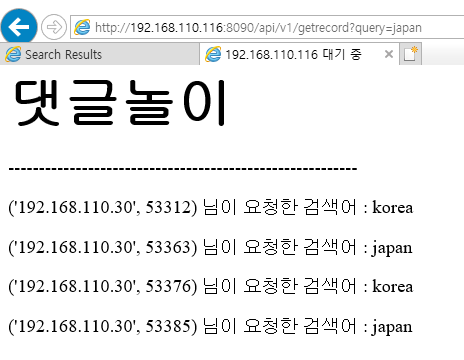 http://192.168.110.116:8090/api/v1/getrecord?query=japan
Search Results
192.168.110.116 대기 중
댓글놀이
----------------------------------------------------------
('192.168.110.30', 53312) 님이 요청한 검색어 : korea
('192.168.110.30', 53363) 님이 요청한 검색어 : japan
('192.168.110.30', 53376) 님이 요청한 검색어 : korea
('192.168.110.30', 53385) 님이 요청한 검색어 : japan